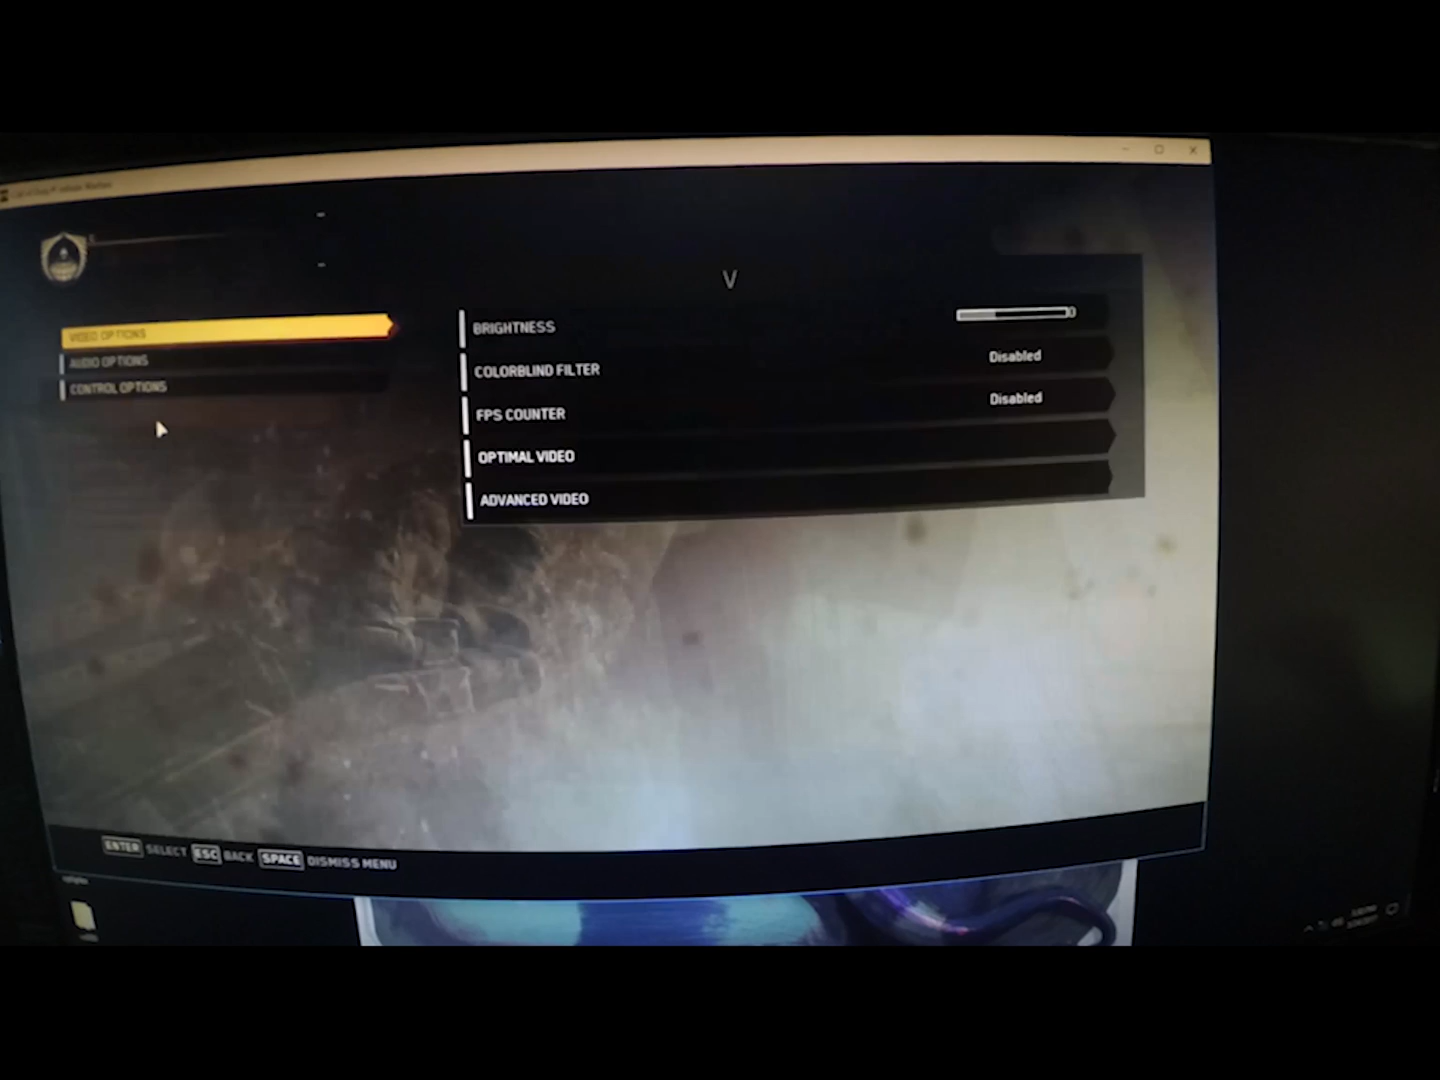 V
VIDEO OPTIONS
AUDIO OPTIONS
CONTROL OPTIONS
BRIGHTNESS
COLORBLIND FILTER Disabled
FPS COUNTER Disabled
OPTIMAL VIDEO
ADVANCED VIDEO
ENTER SELECT ESC BACK SPACE DISMISS MENU